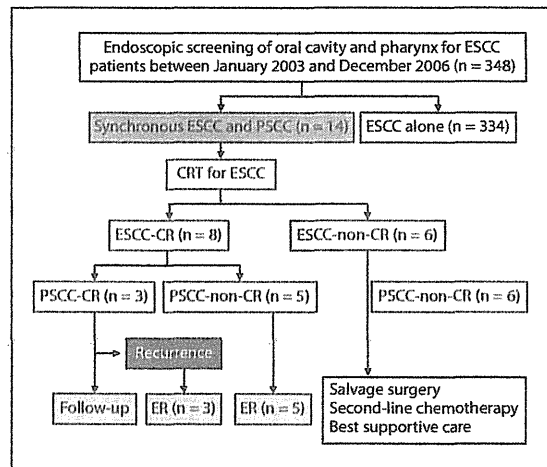 Endoscopic screening of oral cavity and pharynx for ESCC
patients between January 2003 and December 2006 (n = 348)
Synchronous ESCC and PSCC (n = 14)
ESCC alone (n = 334)
CRT for ESCC
ESCC-CR (n = 8)
ESCC-non-CR (n = 6)
PSCC-CR (n = 3)
PSCC-non-CR (n = 5)
PSCC-non-CR (n = 6)
Recurrence
Follow-up
ER (n = 3)
ER (n = 5)
Salvage surgery
Second-line chemotherapy
Best supportive care